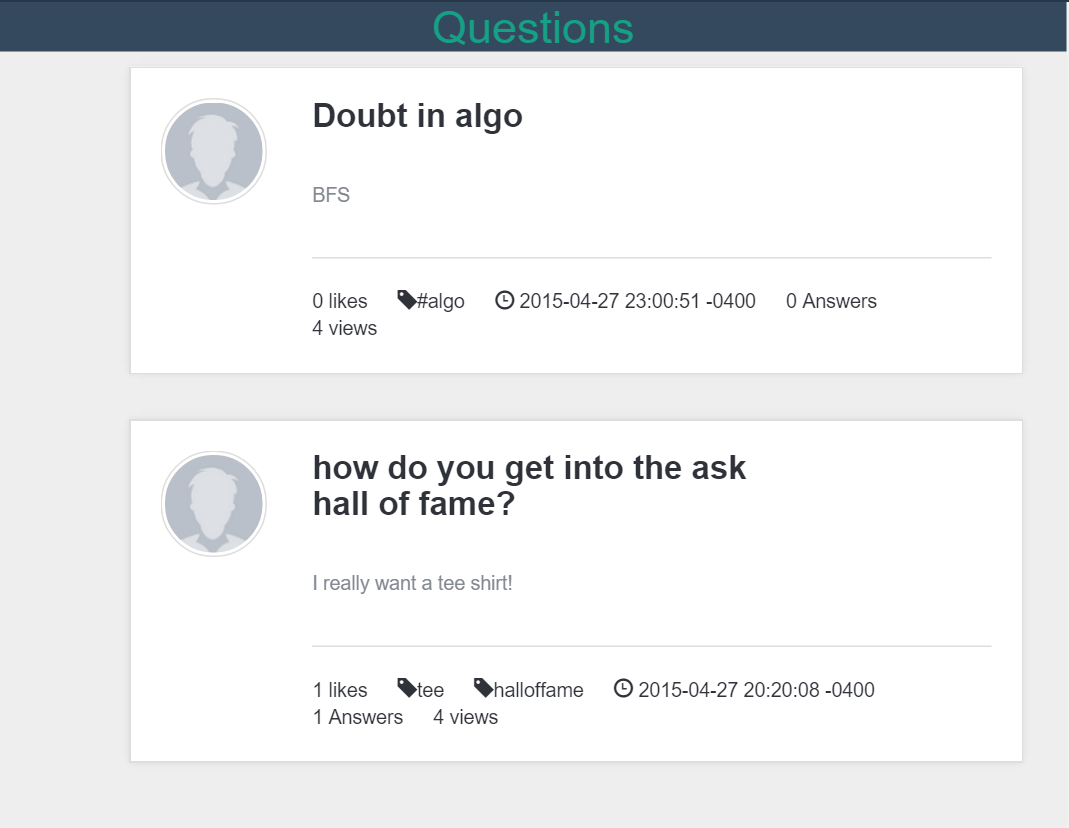 Questions
Doubt in algo
BFS
0 likes #algo 2015-04-27 23:00:51 -0400 0 Answers
4 views
how do you get into the ask
hall of fame?
I really want a tee shirt!
1 likes tee halloffame 2015-04-27 20:20:08 -0400
1 Answers 4 views